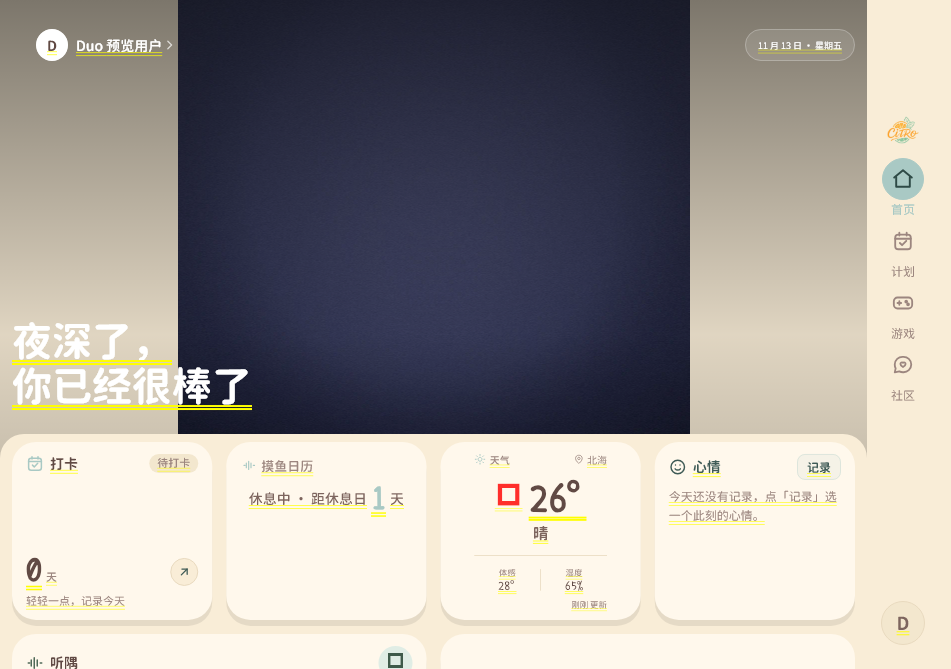 D
Duo 预览用户
11月13日 · 星期五
夜深了，
你已经很棒了
Citko
首页
计划
游戏
社区
D
打卡
待打卡
0 天
轻轻一点，记录今天
摸鱼日历
休息中 · 距休息日 1 天
天气
北海
26°
晴
体感
28°
湿度
65%
刚刚更新
心情
记录
今天还没有记录，点「记录」选
一个此刻的心情。
听隅